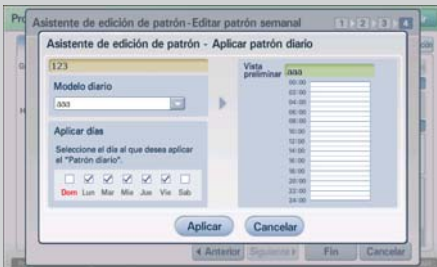 Asistente de edición de patrón-Editar patrón semanal
1 2 3 4
Asistente de edición de patrón - Aplicar patrón diario
123
Modelo diario
aaa
Aplicar días
Seleccione el día al que desea aplicar
el "Patrón diario".
Dom Lun Mar Mie Jue Vie Sab
Vista
preliminar
aaa
00:00
02:00
04:00
06:00
08:00
10:00
12:00
14:00
16:00
18:00
20:00
22:00
24:00
Aplicar
Cancelar
Anterior
Siguiente
Fin
Cancelar